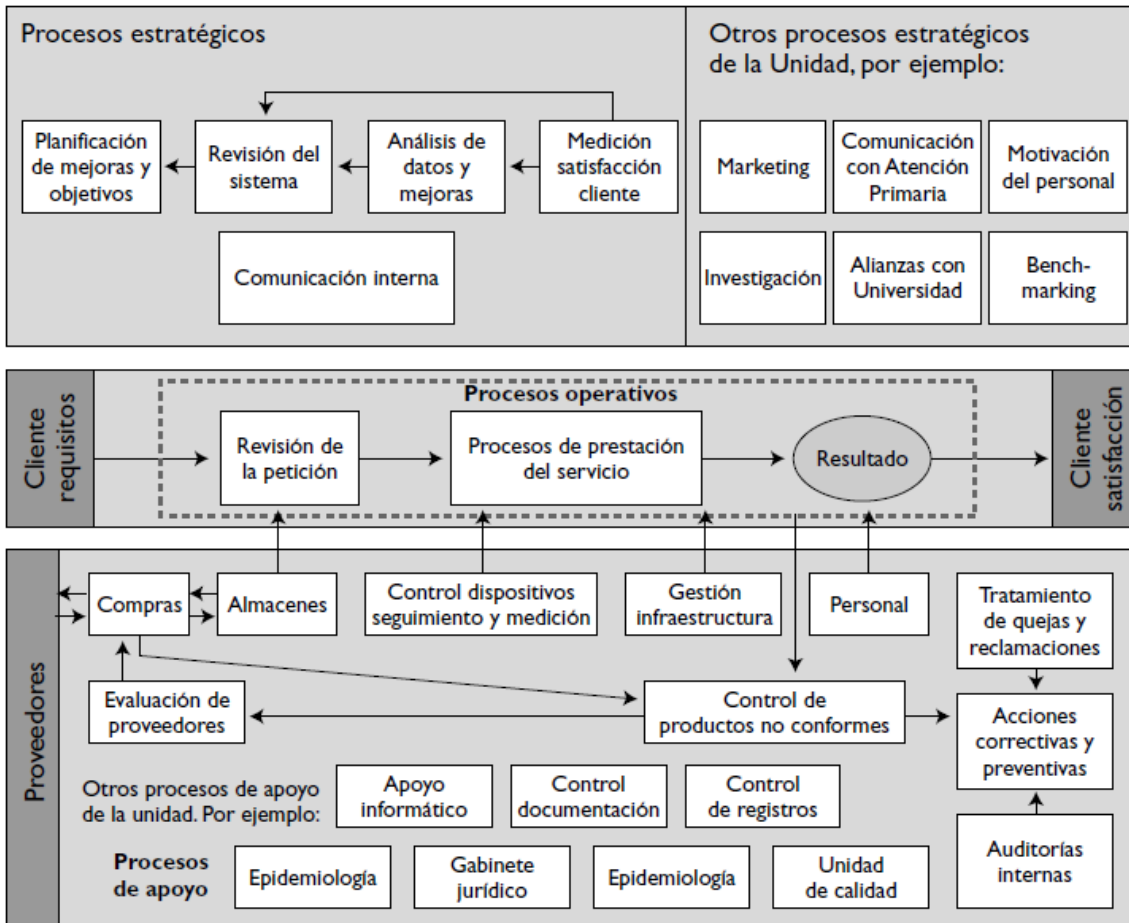 Procesos estratégicos
Planificación
de mejoras y
objetivos
Revisión del
sistema
Análisis de
datos y
mejoras
Medición
satisfacción
cliente
Comunicación interna
Otros procesos estratégicos
de la Unidad, por ejemplo:
Marketing
Comunicación
con Atención
Primaria
Motivación
del personal
Investigación
Alianzas con
Universidad
Bench-
marking
Cliente
requisitos
Procesos operativos
Revisión de
la petición
Procesos de prestación
del servicio
Resultado
Cliente
satisfacción
Proveedores
Compras
Almacenes
Control dispositivos
seguimiento y medición
Gestión
infraestructura
Personal
Tratamiento
de quejas y
reclamaciones
Evaluación de
proveedores
Control de
productos no conformes
Acciones
correctivas y
preventivas
Otros procesos de apoyo
de la unidad. Por ejemplo:
Apoyo
informático
Control
documentación
Control
de registros
Procesos
de apoyo
Epidemiología
Gabinete
jurídico
Epidemiología
Unidad
de calidad
Auditorías
internas